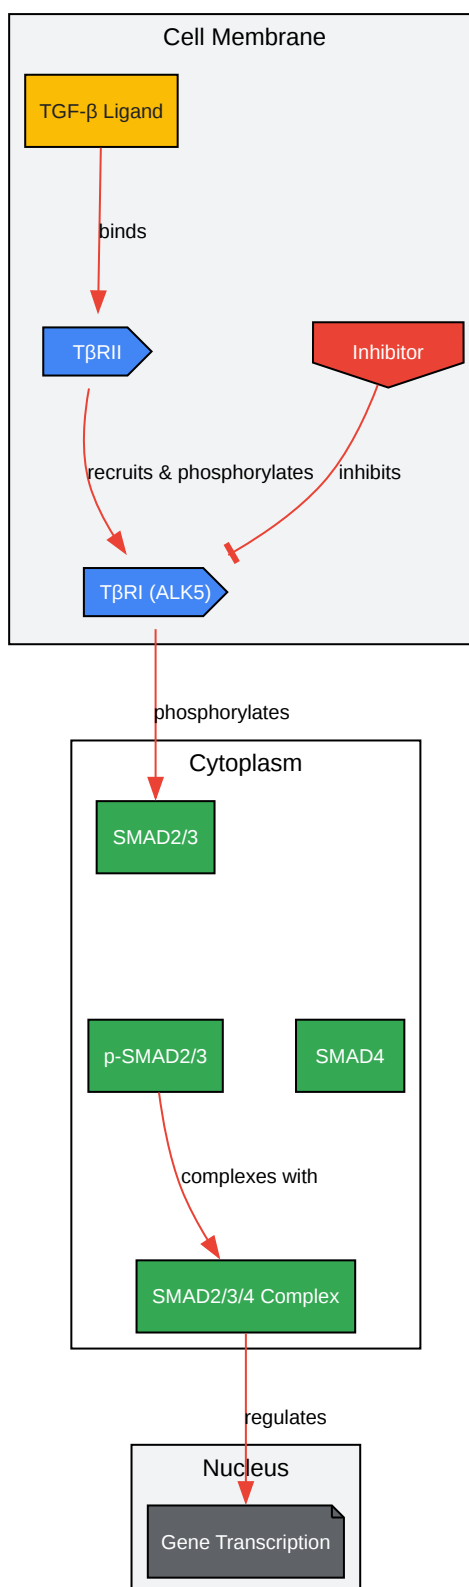 Cell Membrane
TGF-β Ligand
binds
TβRII
Inhibitor
recruits & phosphorylates
inhibits
TβRI (ALK5)
phosphorylates
Cytoplasm
SMAD2/3
p-SMAD2/3
SMAD4
complexes with
SMAD2/3/4 Complex
regulates
Nucleus
Gene Transcription